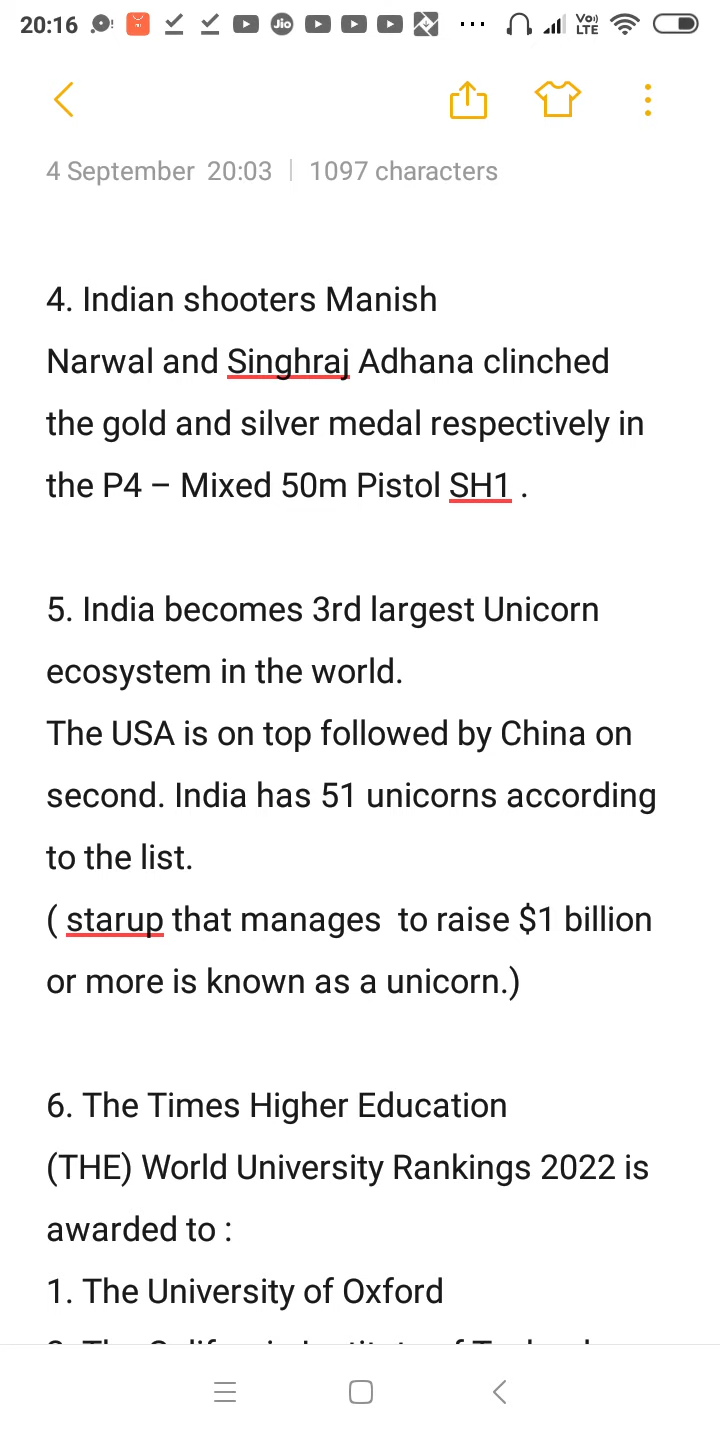 20:16
Jio
Vo))
LTE
4 September 20:03 | 1097 characters
4. Indian shooters Manish
Narwal and Singhraj Adhana clinched
the gold and silver medal respectively in
the P4 – Mixed 50m Pistol SH1 .
5. India becomes 3rd largest Unicorn
ecosystem in the world.
The USA is on top followed by China on
second. India has 51 unicorns according
to the list.
( starup that manages  to raise $1 billion
or more is known as a unicorn.)
6. The Times Higher Education
(THE) World University Rankings 2022 is
awarded to :
1. The University of Oxford